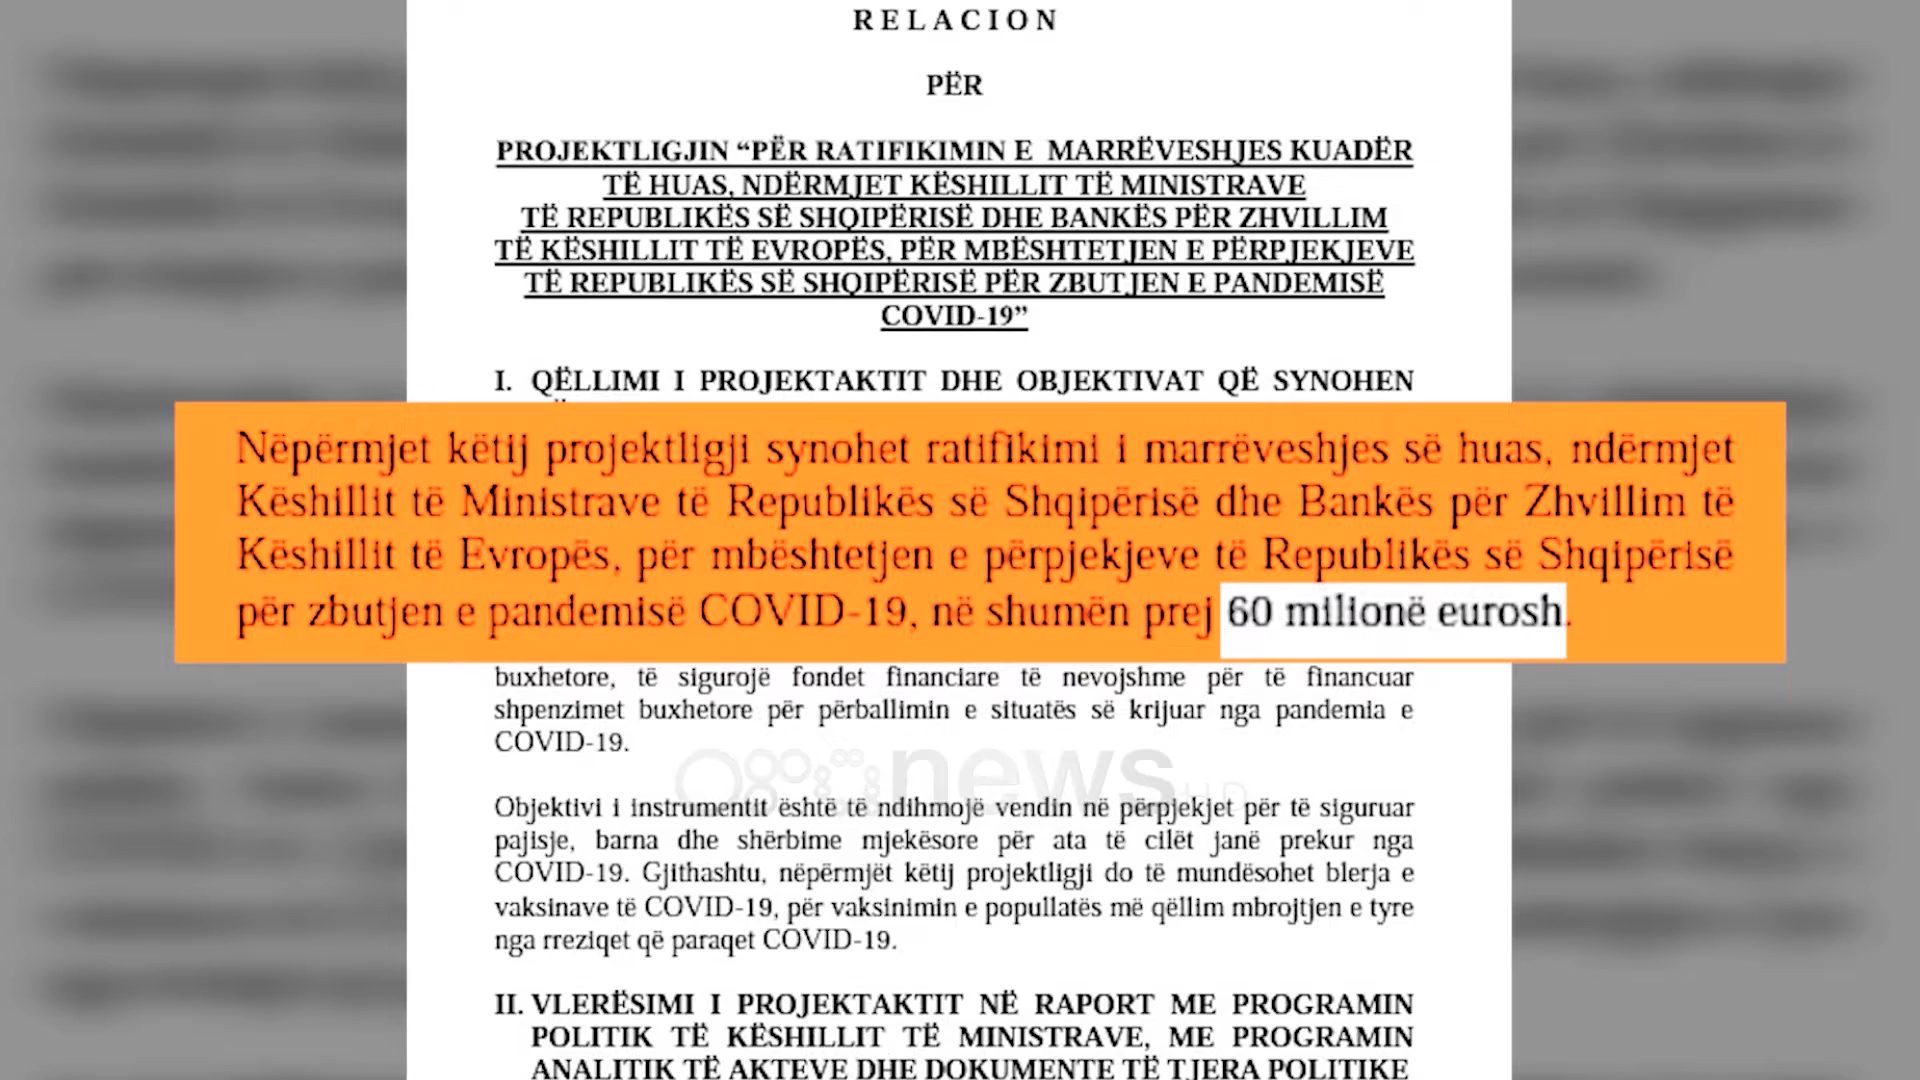 RELACION
PËR
PROJEKTLIGJIN “PËR RATIFIKIMIN E MARRËVESHJES KUADËR
TË HUAS, NDËRMJET KËSHILLIT TË MINISTRAVE
TË REPUBLIKËS SË SHQIPËRISË DHE BANKËS PËR ZHVILLIM
TË KËSHILLIT TË EVROPËS, PËR MBËSHTETJEN E PËRPJEKJEVE
TË REPUBLIKËS SË SHQIPËRISË PËR ZBUTJEN E PANDEMISË
COVID-19”
I. QËLLIMI I PROJEKTAKTIT DHE OBJEKTIVAT QË SYNOHEN
Nëpërmjet këtij projektligji synohet ratifikimi i marrëveshjes së huas, ndërmjet
Këshillit të Ministrave të Republikës së Shqipërisë dhe Bankës për Zhvillim të
Këshillit të Evropës, për mbështetjen e përpjekjeve të Republikës së Shqipërisë
për zbutjen e pandemisë COVID-19, në shumën prej 60 milionë eurosh.
buxhetore, të sigurojë fondet financiare të nevojshme për të financuar
shpenzimet buxhetore për përballimin e situatës së krijuar nga pandemia e
COVID-19.
news HD
Objektivi i instrumentit është të ndihmojë vendin në përpjekjet për të siguruar
pajisje, barna dhe shërbime mjekësore për ata të cilët janë prekur nga
COVID-19. Gjithashtu, nëpërmjët këtij projektligji do të mundësohet blerja e
vaksinave të COVID-19, për vaksinimin e popullatës më qëllim mbrojtjen e tyre
nga rreziqet që paraqet COVID-19.
II. VLERËSIMI I PROJEKTAKTIT NË RAPORT ME PROGRAMIN
POLITIK TË KËSHILLIT TË MINISTRAVE, ME PROGRAMIN
ANALITIK TË AKTEVE DHE DOKUMENTE TË TJERA POLITIKE